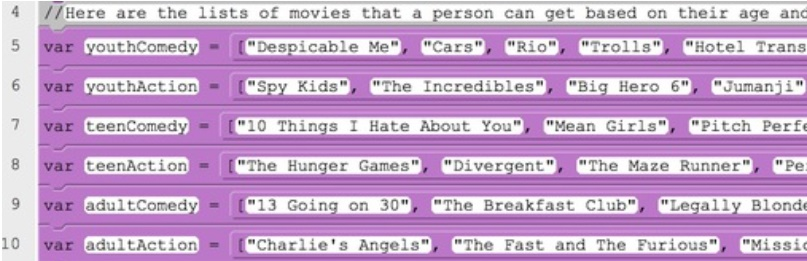 4 //Here are the lists of movies that a person can get based on their age and
5 var youthComedy = ["Despicable Me", "Cars", "Rio", "Trolls", "Hotel Trans
6 var youthAction = ["Spy Kids", "The Incredibles", "Big Hero 6", "Jumanji"
7 var teenComedy = ["10 Things I Hate About You", "Mean Girls", "Pitch Perfe
8 var teenAction = ["The Hunger Games", "Divergent", "The Maze Runner", "Pe
9 var adultComedy = ["13 Going on 30", "The Breakfast Club", "Legally Blonde
10 var adultAction = ["Charlie's Angels", "The Fast and The Furious", "Missio